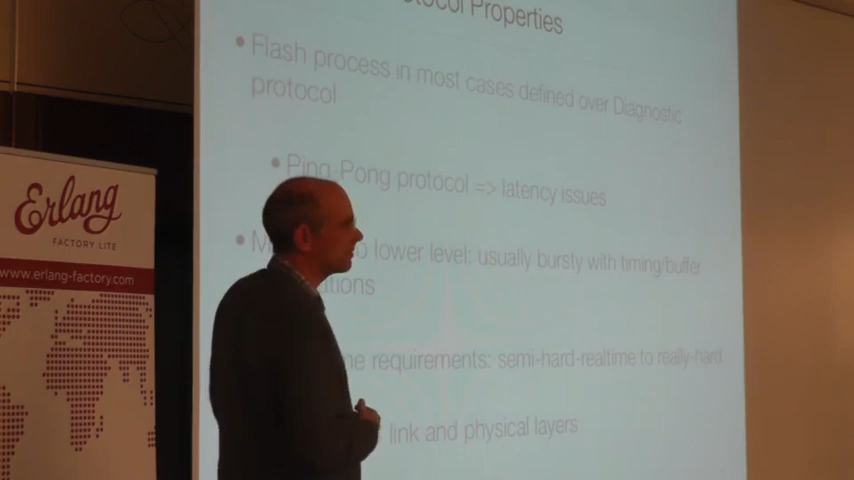 otocol Properties
• Flash process in most cases defined over Diagnostic
protocol
• Ping-Pong protocol => latency issues
• M o lower level: usually bursty with timing/buffer
ations
me requirements: semi-hard-realtime to really-hard
link and physical layers
Erlang
FACTORY LITE
www.erlang-factory.com